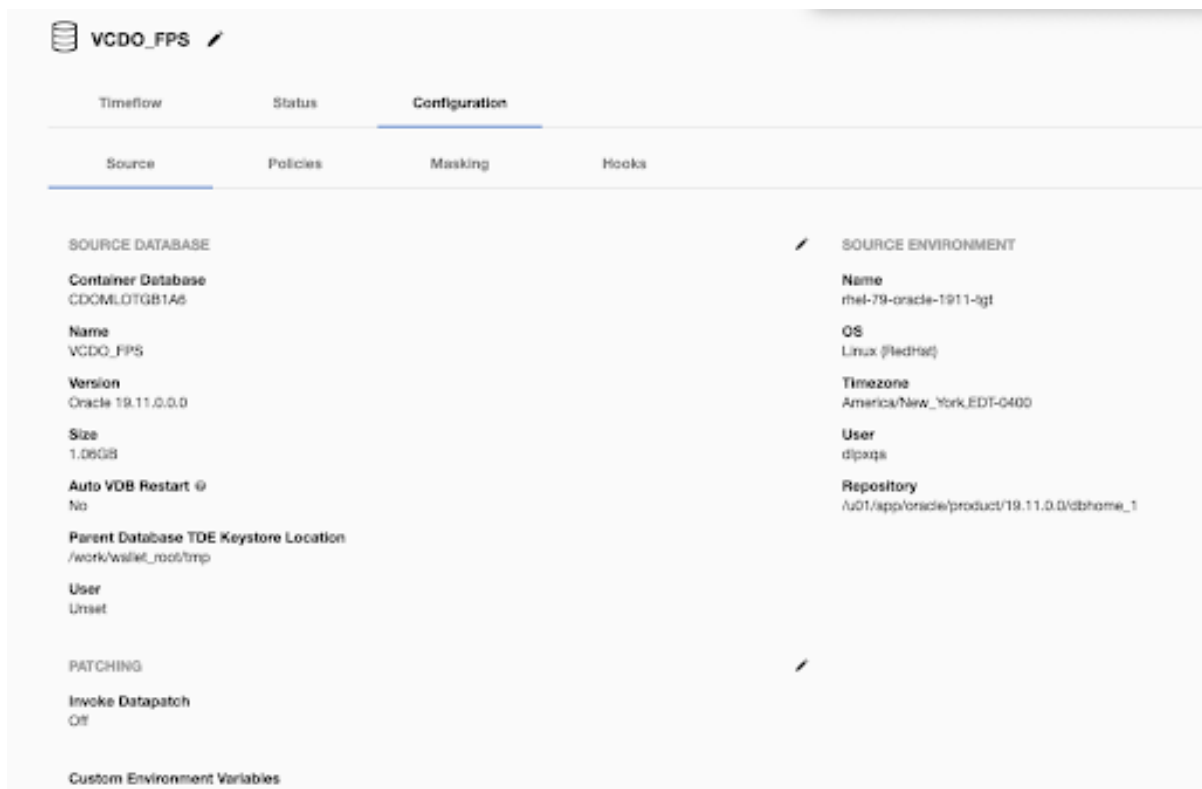 VCDO_FPS
Timeflow Status Configuration
Source Policies Masking Hooks
SOURCE DATABASE
Container Database
CDOMLOTGB1A6
Name
VCDO_FPS
Version
Oracle 19.11.0.0.0
Size
1.06GB
Auto VDB Restart
No
Parent Database TDE Keystore Location
/work/wallet_root/tmp
User
Unset
PATCHING
Invoke Datapatch
Off
Custom Environment Variables
SOURCE ENVIRONMENT
Name
rhel-79-oracle-1911-tgt
OS
Linux (RedHat)
Timezone
America/New_York,EDT-0400
User
dlpxqa
Repository
/u01/app/oracle/product/19.11.0.0/dbhome_1